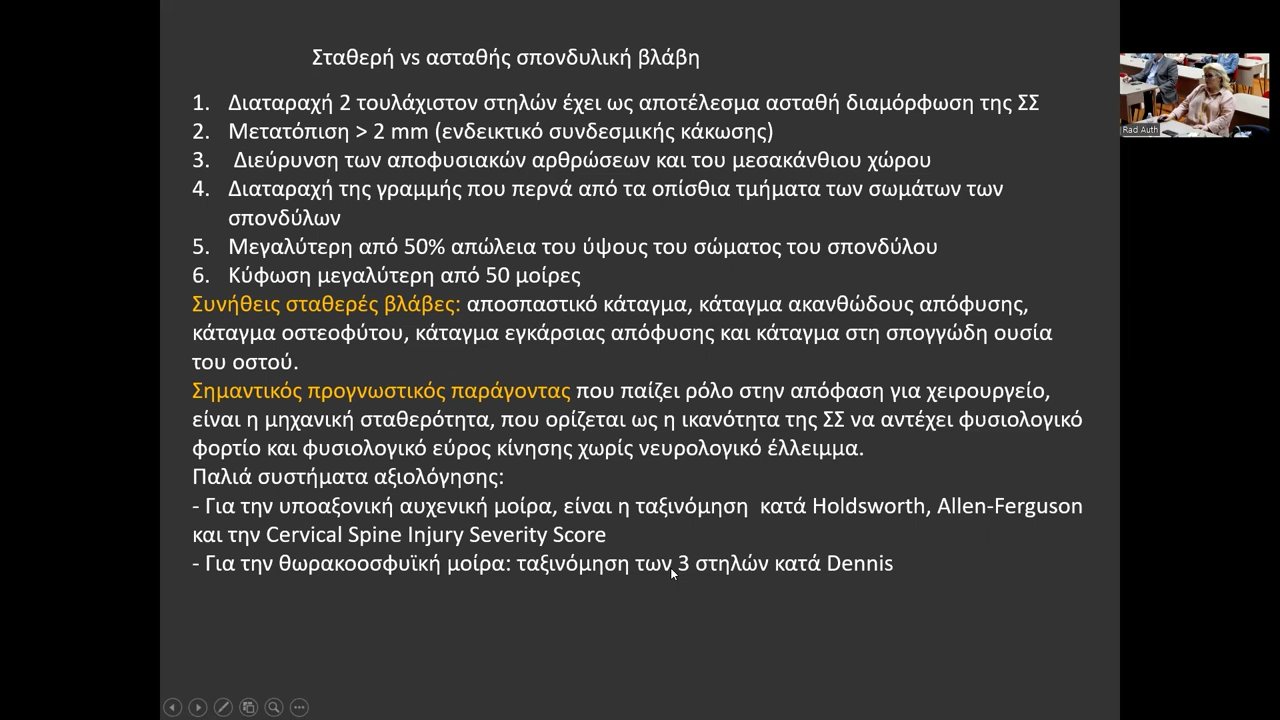 Σταθερή vs ασταθής σπονδυλική βλάβη
1. Διαταραχή 2 τουλάχιστον στηλών έχει ως αποτέλεσμα ασταθή διαμόρφωση της ΣΣ
2. Μετατόπιση > 2 mm (ενδεικτικό συνδεσμικής κάκωσης)
3. Διεύρυνση των αποφυσιακών αρθρώσεων και του μεσακάνθιου χώρου
4. Διαταραχή της γραμμής που περνά από τα οπίσθια τμήματα των σωμάτων των
σπονδύλων
5. Μεγαλύτερη από 50% απώλεια του ύψους του σώματος του σπονδύλου
6. Κύφωση μεγαλύτερη από 50 μοίρες
Συνήθεις σταθερές βλάβες: αποσπαστικό κάταγμα, κάταγμα ακανθώδους απόφυσης,
κάταγμα οστεοφύτου, κάταγμα εγκάρσιας απόφυσης και κάταγμα στη σπογγώδη ουσία
του οστού.
Σημαντικός προγνωστικός παράγοντας που παίζει ρόλο στην απόφαση για χειρουργείο,
είναι η μηχανική σταθερότητα, που ορίζεται ως η ικανότητα της ΣΣ να αντέχει φυσιολογικό
φορτίο και φυσιολογικό εύρος κίνησης χωρίς νευρολογικό έλλειμμα.
Παλιά συστήματα αξιολόγησης:
- Για την υποαξονική αυχενική μοίρα, είναι η ταξινόμηση κατά Holdsworth, Allen-Ferguson
και την Cervical Spine Injury Severity Score
- Για την θωρακοοσφυϊκή μοίρα: ταξινόμηση των 3 στηλών κατά Dennis
Rad Auth